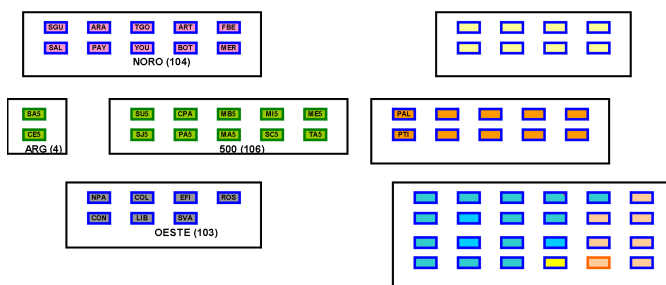 SGU ARA TGO ART FBE
SAL PAY YOU BOT MER
NORO (104)
SA5
CE5
ARG (4)
SU5 CPA MB5 MI5 ME5
SJ5 PA5 MA5 SC5 TA5
500 (106)
PAL
PTI
NPA COL EFI ROS
CON LIB SVA
OESTE (103)